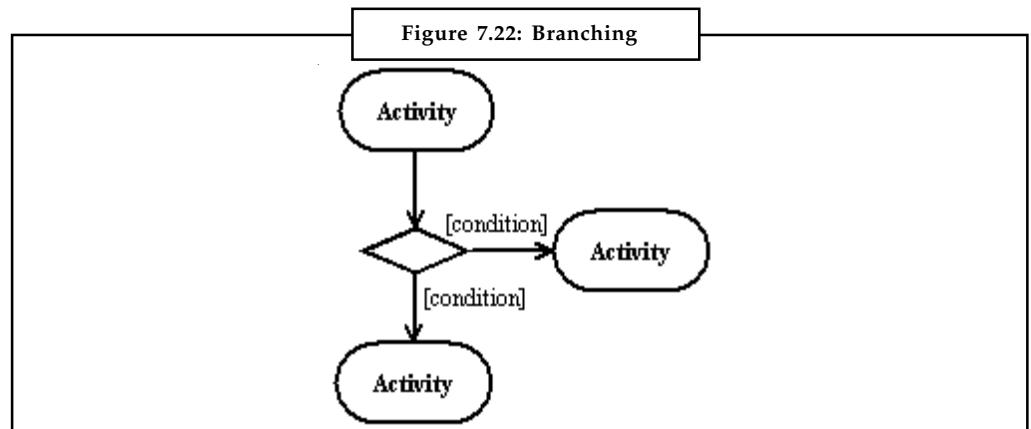 Figure 7.22: Branching
Activity
[condition]
Activity
[condition]
Activity